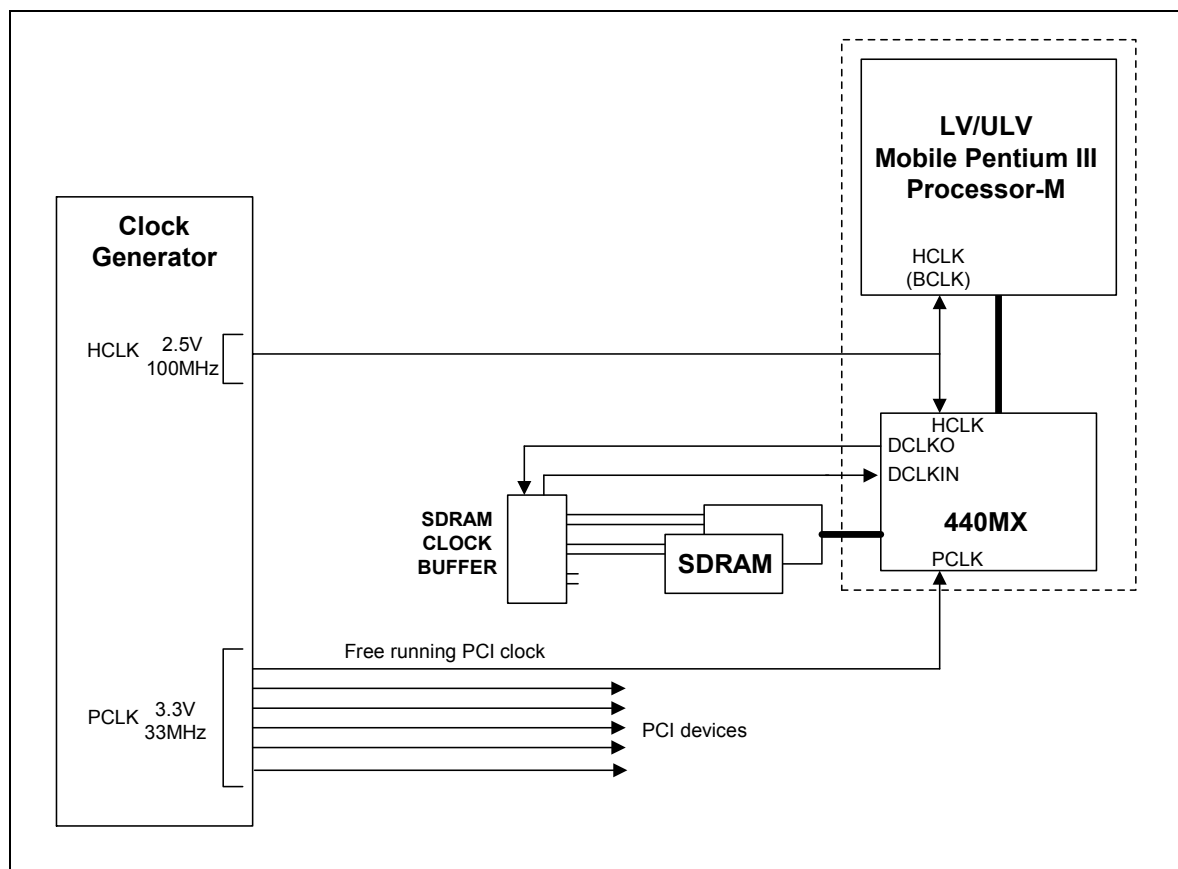 LV/ULV
Mobile Pentium III
Processor-M
HCLK
(BCLK)
Clock
Generator
HCLK 2.5V
100MHz
HCLK
DCLKO
DCLKIN
440MX
PCLK
SDRAM
CLOCK
BUFFER
SDRAM
Free running PCI clock
PCLK 3.3V
33MHz
PCI devices